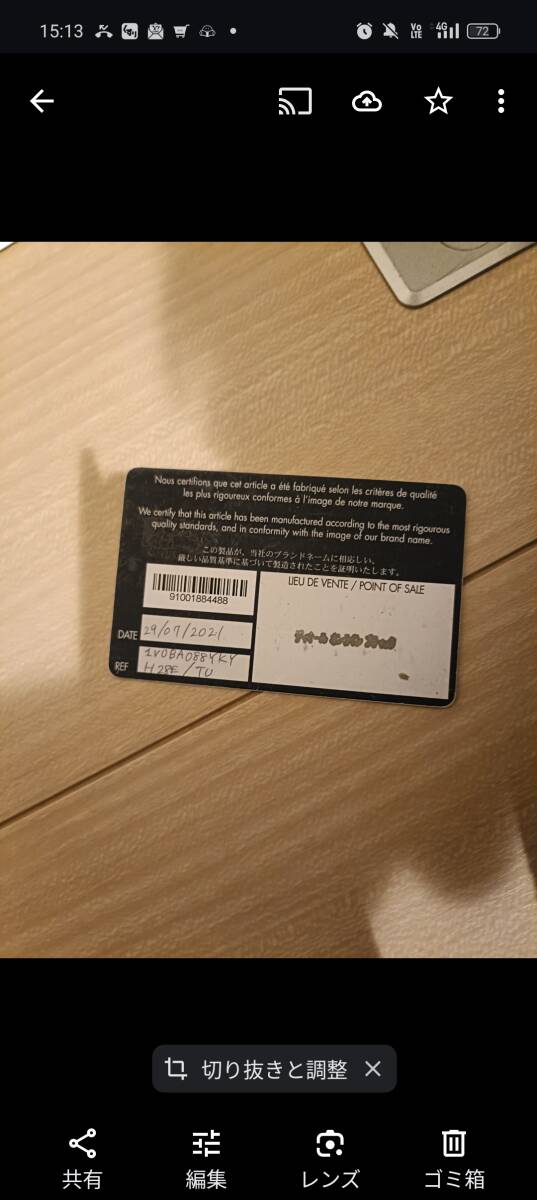 15:13
Vo
LTE
4G
72
Nous certifions que cet article a été fabriqué selon les critères de qualité
les plus rigoureux conformes à l'image de notre marque.
We certify that this article has been manufactured according to the most rigourous
quality standards, and in conformity with the image of our brand name.
この製品が、当社のブランドネームに相応しい、
厳しい品質基準に基づいて製造されたことを証明いたします。
91001884488
LIEU DE VENTE / POINT OF SALE
DATE 29/07/2021
REF 1V0BA088YKY
H28E/TU
切り抜きと調整
共有
編集
レンズ
ゴミ箱